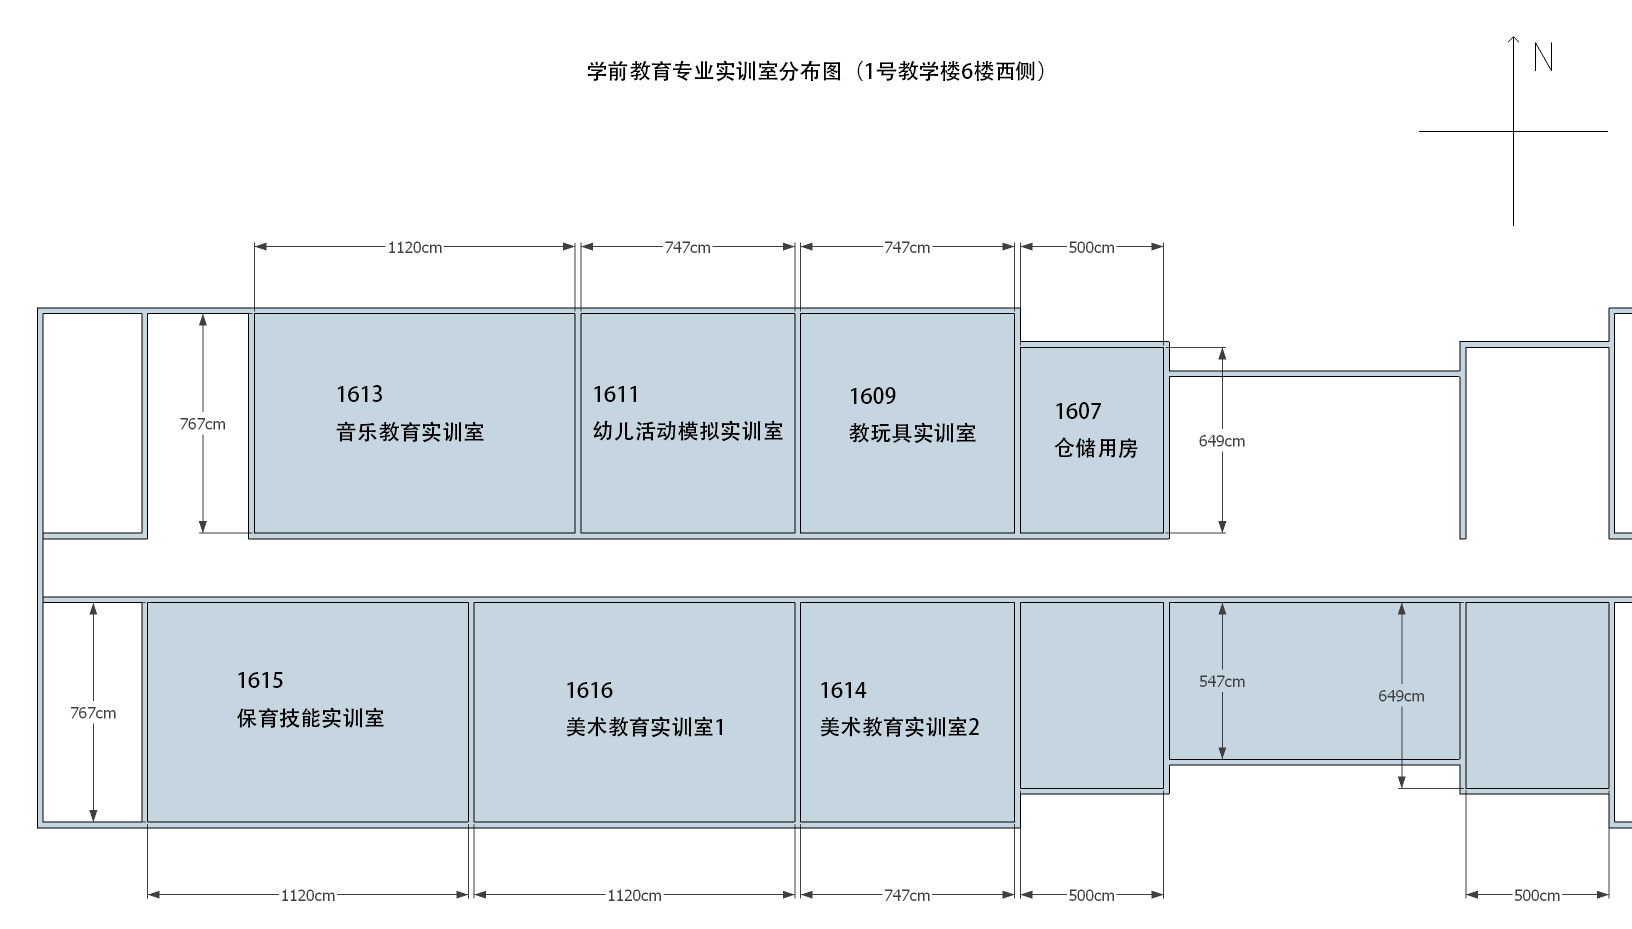 学前教育专业实训室分布图（1号教学楼6楼西侧）
N
1120cm
747cm
747cm
500cm
767cm
1613
音乐教育实训室
1611
幼儿活动模拟实训室
1609
教玩具实训室
1607
仓储用房
649cm
767cm
1615
保育技能实训室
1616
美术教育实训室1
1614
美术教育实训室2
547cm
649cm
1120cm
1120cm
747cm
500cm
500cm